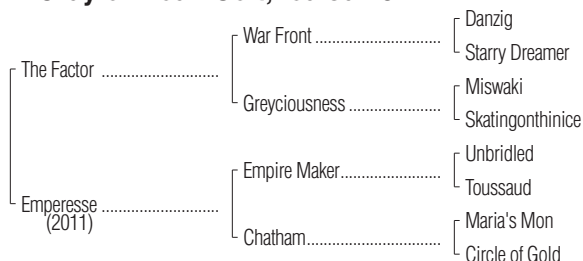 Danzig
War Front
Starry Dreamer
The Factor
Miswaki
Greyciousness
Skatingonthinice
Unbridled
Empire Maker
Toussaud
Emperesse
(2011)
Maria's Mon
Chatham
Circle of Gold